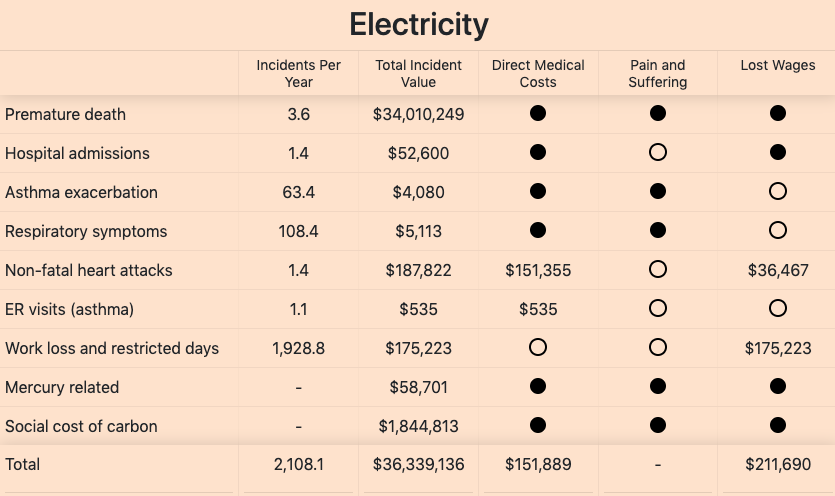 Electricity
Incidents Per Year Total Incident Value Direct Medical Costs Pain and Suffering Lost Wages
Premature death 3.6 $34,010,249 ● ● ●
Hospital admissions 1.4 $52,600 ● ○ ●
Asthma exacerbation 63.4 $4,080 ● ● ○
Respiratory symptoms 108.4 $5,113 ● ● ○
Non-fatal heart attacks 1.4 $187,822 $151,355 ○ $36,467
ER visits (asthma) 1.1 $535 $535 ○ ○
Work loss and restricted days 1,928.8 $175,223 ○ ○ $175,223
Mercury related - $58,701 ● ● ●
Social cost of carbon - $1,844,813 ● ● ●
Total 2,108.1 $36,339,136 $151,889 - $211,690